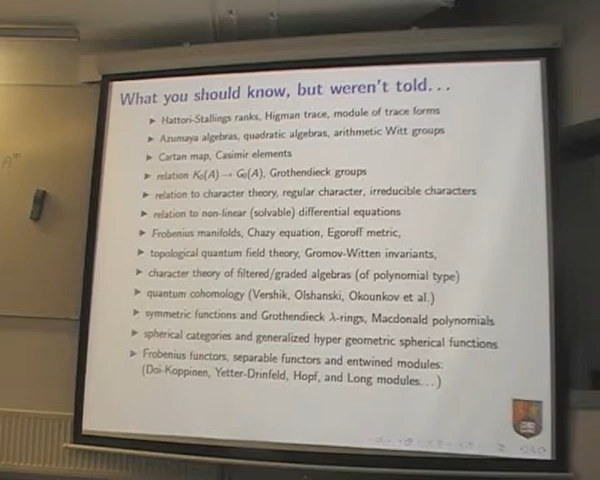 What you should know, but weren't told...
▶ Hattori-Stallings ranks, Higman trace, module of trace forms
▶ Azumaya algebras, quadratic algebras, arithmetic Witt groups
▶ Cartan map, Casimir elements
▶ relation K₀(A) → G₀(A), Grothendieck groups
▶ relation to character theory, regular character, irreducible characters
▶ relation to non-linear (solvable) differential equations
▶ Frobenius manifolds, Chazy equation, Egoroff metric,
▶ topological quantum field theory, Gromov-Witten invariants,
▶ character theory of filtered/graded algebras (of polynomial type)
▶ quantum cohomology (Vershik, Olshanski, Okounkov et al.)
▶ symmetric functions and Grothendieck λ-rings, Macdonald polynomials
▶ spherical categories and generalized hyper geometric spherical functions
▶ Frobenius functors, separable functors and entwined modules:
(Doi-Koppinen, Yetter-Drinfeld, Hopf, and Long modules...)